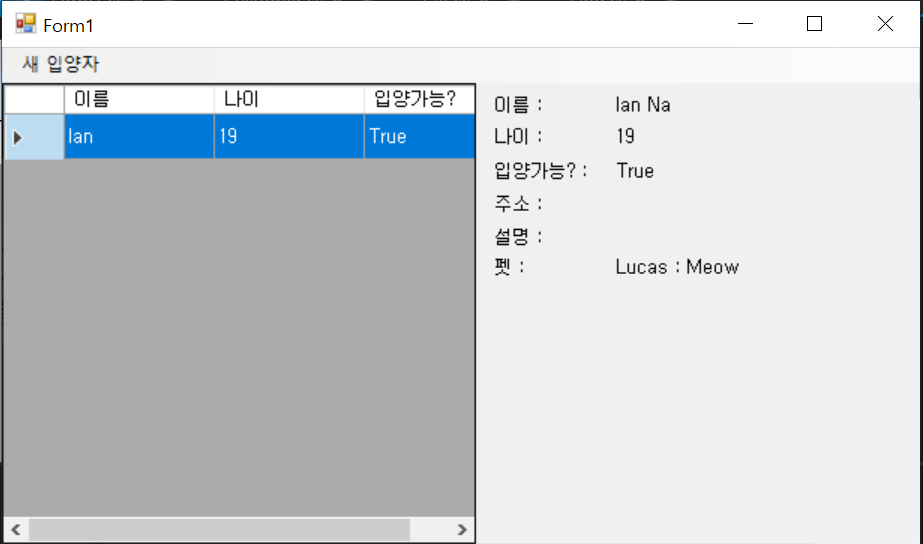 Form1
새 입양자
이름 나이 입양가능?
Ian 19 True
이름 : Ian Na
나이 : 19
입양가능? : True
주소 :
설명 :
펫 : Lucas : Meow